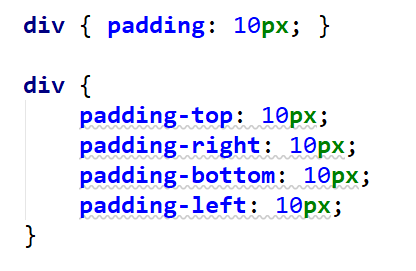 div { padding: 10px; }
div {
padding-top: 10px;
padding-right: 10px;
padding-bottom: 10px;
padding-left: 10px;
}